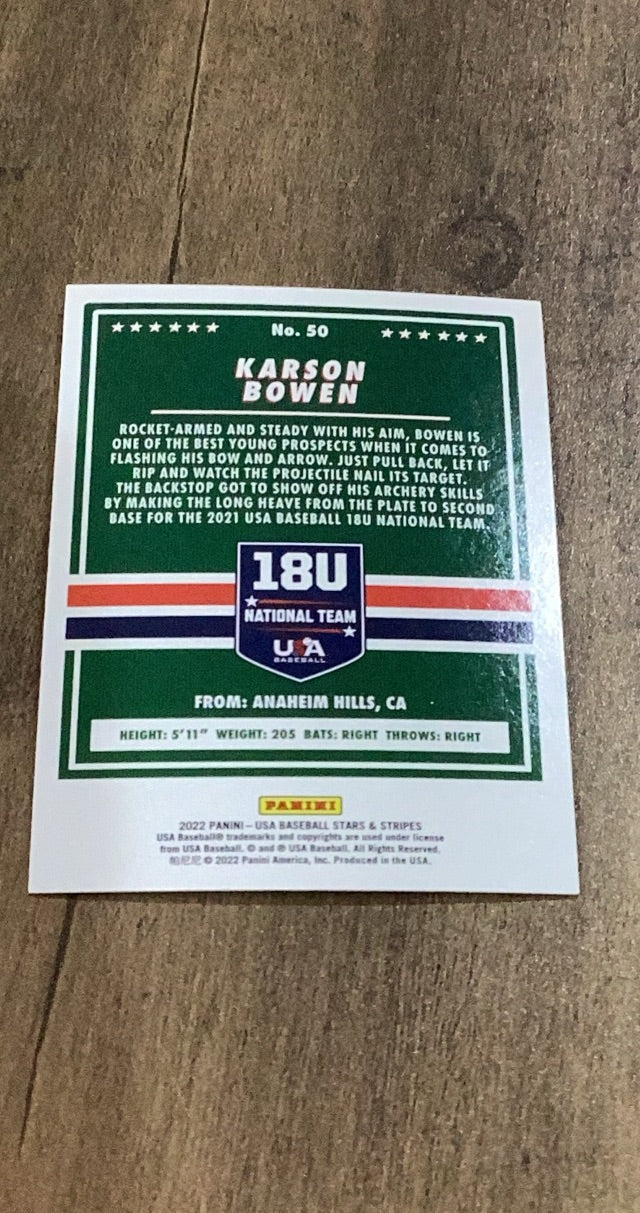 No. 50
KARSON
BOWEN
ROCKET-ARMED AND STEADY WITH HIS AIM, BOWEN IS
ONE OF THE BEST YOUNG PROSPECTS WHEN IT COMES TO
FLASHING HIS BOW AND ARROW. JUST PULL BACK, LET IT
RIP AND WATCH THE PROJECTILE NAIL ITS TARGET.
THE BACKSTOP GOT TO SHOW OFF HIS ARCHERY SKILLS
BY MAKING THE LONG HEAVE FROM THE PLATE TO SECOND
BASE FOR THE 2021 USA BASEBALL 18U NATIONAL TEAM.
18U
NATIONAL TEAM
USA
BASEBALL
FROM: ANAHEIM HILLS, CA
HEIGHT: 5'11" WEIGHT: 205 BATS: RIGHT THROWS: RIGHT
PANINI
2022 PANINI – USA BASEBALL STARS & STRIPES
USA Baseball® trademarks and copyrights are used under license
from USA Baseball. © and ® USA Baseball. All Rights Reserved.
帕尼尼 © 2022 Panini America, Inc. Produced in the USA.